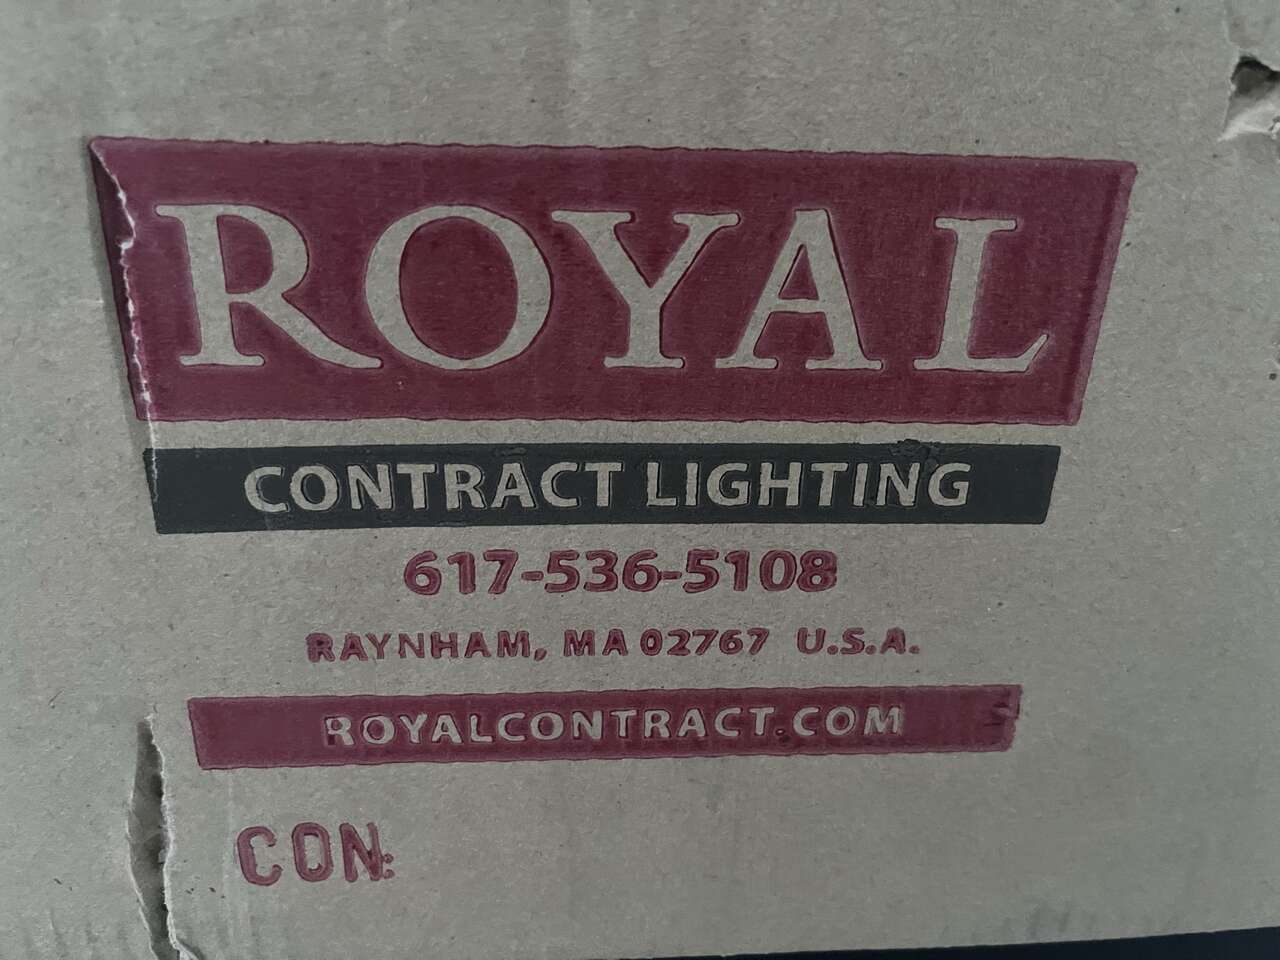 ROYAL
CONTRACT LIGHTING
617-536-5108
RAYNHAM, MA 02767 U.S.A.
ROYALCONTRACT.COM
CON: